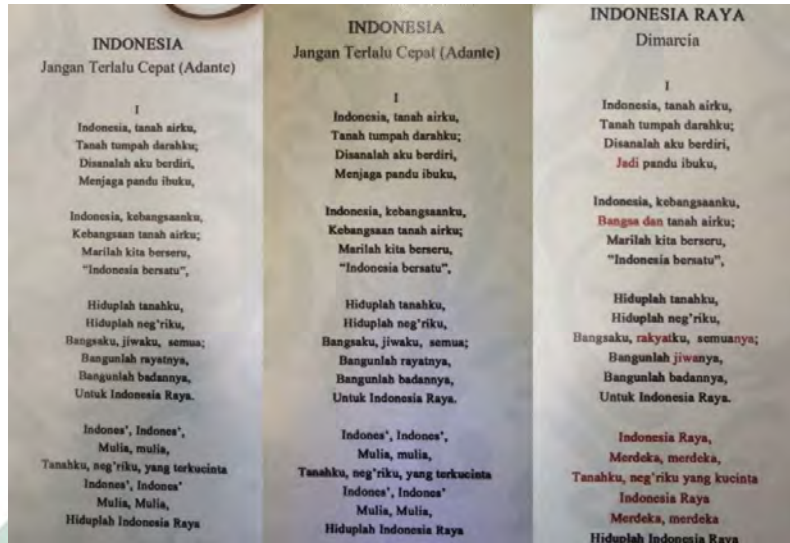 INDONESIA
Jangan Terlalu Cepat (Adante)
I
Indonesia, tanah airku,
Tanah tumpah darahku;
Disanalah aku berdiri,
Menjaga pandu ibuku,
Indonesia, kebangsaanku,
Kebangsaan tanah airku;
Marilah kita berseru,
"Indonesia bersatu",
Hiduplah tanahku,
Hiduplah neg'riku,
Bangsaku, jiwaku, semua;
Bangunlah rayatnya,
Bangunlah badannya,
Untuk Indonesia Raya.
Indones', Indones',
Mulia, mulia,
Tanahku, neg'riku, yang terkucinta
Indones', Indones'
Mulia, Mulia,
Hiduplah Indonesia Raya
INDONESIA
Jangan Terlalu Cepat (Adante)
I
Indonesia, tanah airku,
Tanah tumpah darahku;
Disanalah aku berdiri,
Menjaga pandu ibuku,
Indonesia, kebangsaanku,
Kebangsaan tanah airku;
Marilah kita berseru,
"Indonesia bersatu",
Hiduplah tanahku,
Hiduplah neg'riku,
Bangsaku, jiwaku, semua;
Bangunlah rayatnya,
Bangunlah badannya,
Untuk Indonesia Raya.
Indones', Indones',
Mulia, mulia,
Tanahku, neg'riku, yang terkucinta
Indones', Indones'
Mulia, Mulia,
Hiduplah Indonesia Raya
INDONESIA RAYA
Dimarcia
I
Indonesia, tanah airku,
Tanah tumpah darahku;
Disanalah aku berdiri,
Jadi pandu ibuku,
Indonesia, kebangsaanku,
Bangsa dan tanah airku;
Marilah kita berseru,
"Indonesia bersatu",
Hiduplah tanahku,
Hiduplah neg'riku,
Bangsaku, rakyatku, semuanya;
Bangunlah jiwanya,
Bangunlah badannya,
Untuk Indonesia Raya.
Indonesia Raya,
Merdeka, merdeka,
Tanahku, neg'riku yang kucinta
Indonesia Raya
Merdeka, merdeka
Hiduplah Indonesia Raya